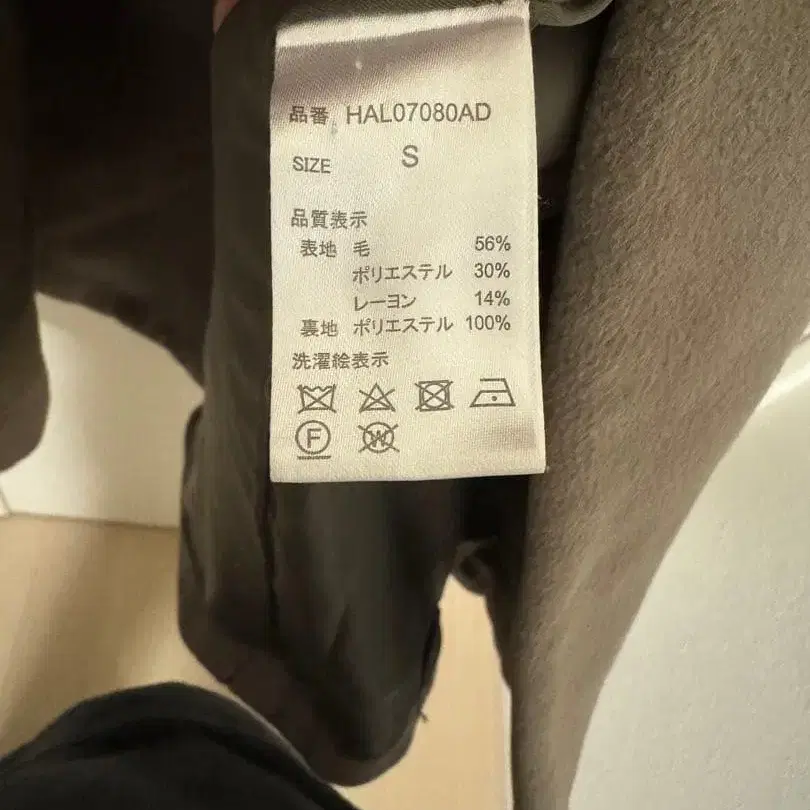 品番 HAL07080AD
SIZE S
品質表示
表地 毛 56%
ポリエステル 30%
レーヨン 14%
裏地 ポリエステル 100%
洗濯絵表示
F W